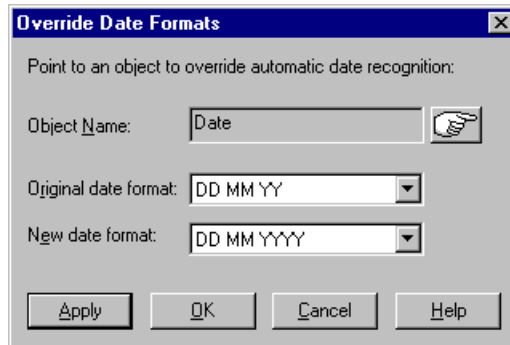 Override Date Formats
Point to an object to override automatic date recognition:
Object Name: Date
Original date format: DD MM YY
New date format: DD MM YYYY
Apply OK Cancel Help